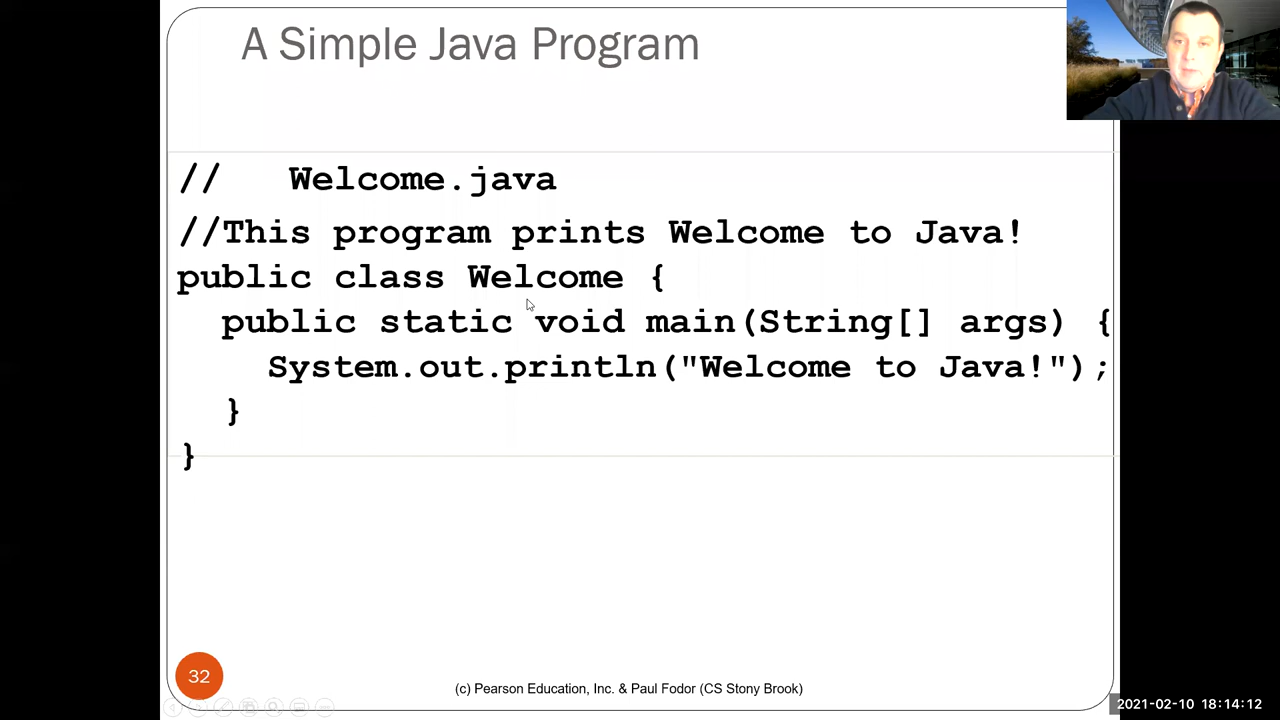 A Simple Java Program
//   Welcome.java
//This program prints Welcome to Java!
public class Welcome {
  public static void main(String[] args) {
    System.out.println("Welcome to Java!");
  }
}
32
(c) Pearson Education, Inc. & Paul Fodor (CS Stony Brook)
2021-02-10 18:14:12